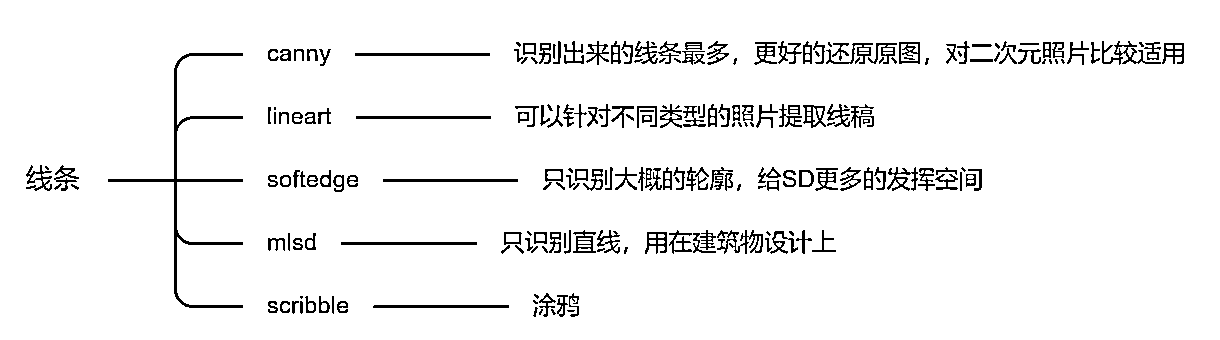 canny 识别出来的线条最多，更好的还原原图，对二次元照片比较适用
lineart 可以针对不同类型的照片提取线稿
线条 softedge 只识别大概的轮廓，给SD更多的发挥空间
mlsd 只识别直线，用在建筑物设计上
scribble 涂鸦